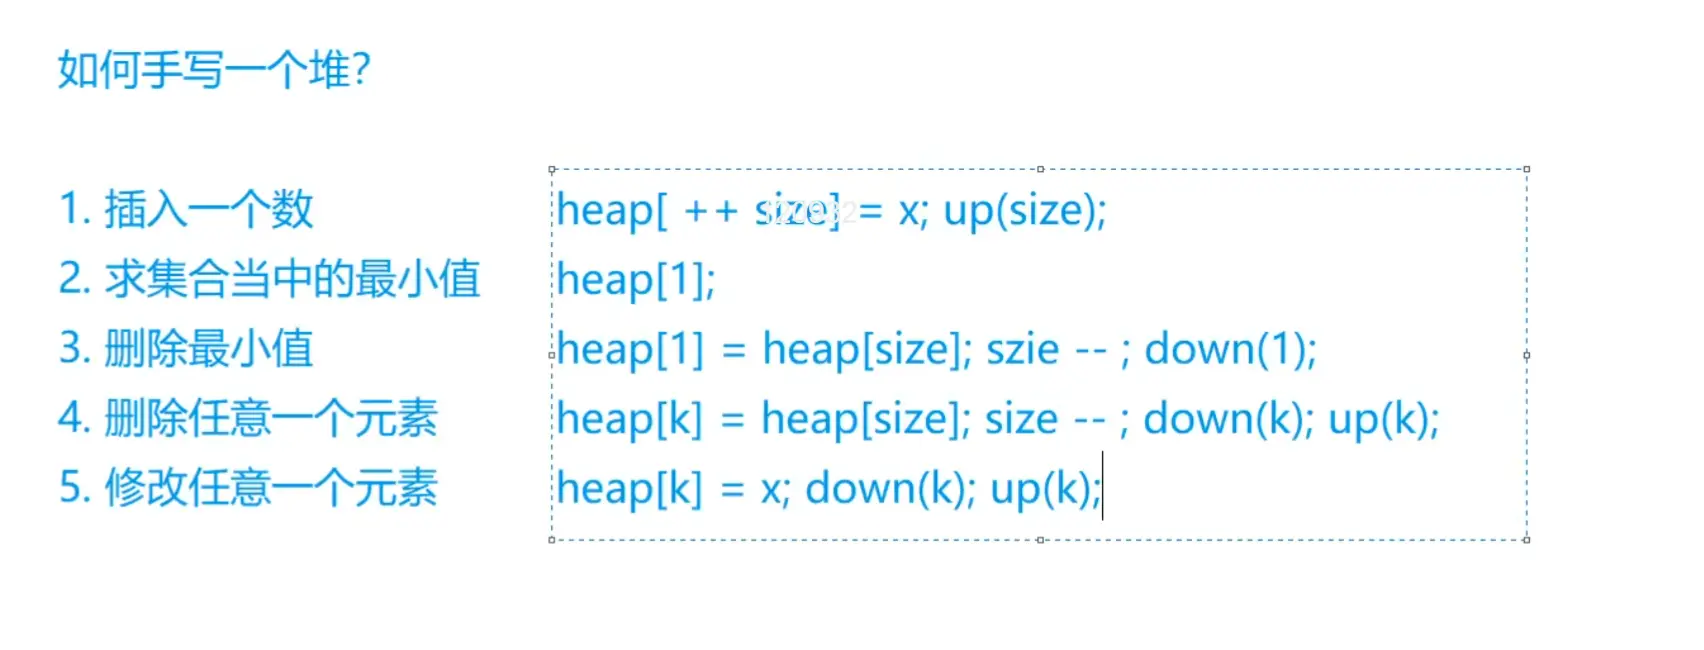 如何手写一个堆?
1. 插入一个数 heap[ ++ size] = x; up(size);
2. 求集合当中的最小值 heap[1];
3. 删除最小值 heap[1] = heap[size]; szie -- ; down(1);
4. 删除任意一个元素 heap[k] = heap[size]; size -- ; down(k); up(k);
5. 修改任意一个元素 heap[k] = x; down(k); up(k);